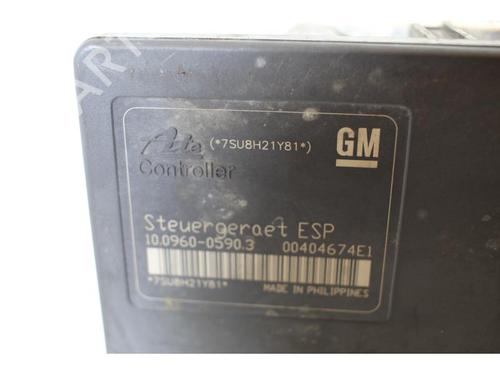 Ate (*7SU8H21Y81*) GM
Controller
Steuergeraet ESP
10.0960-0590.3 00404674E1
*7SU8H21Y81* MADE IN PHILIPPINES